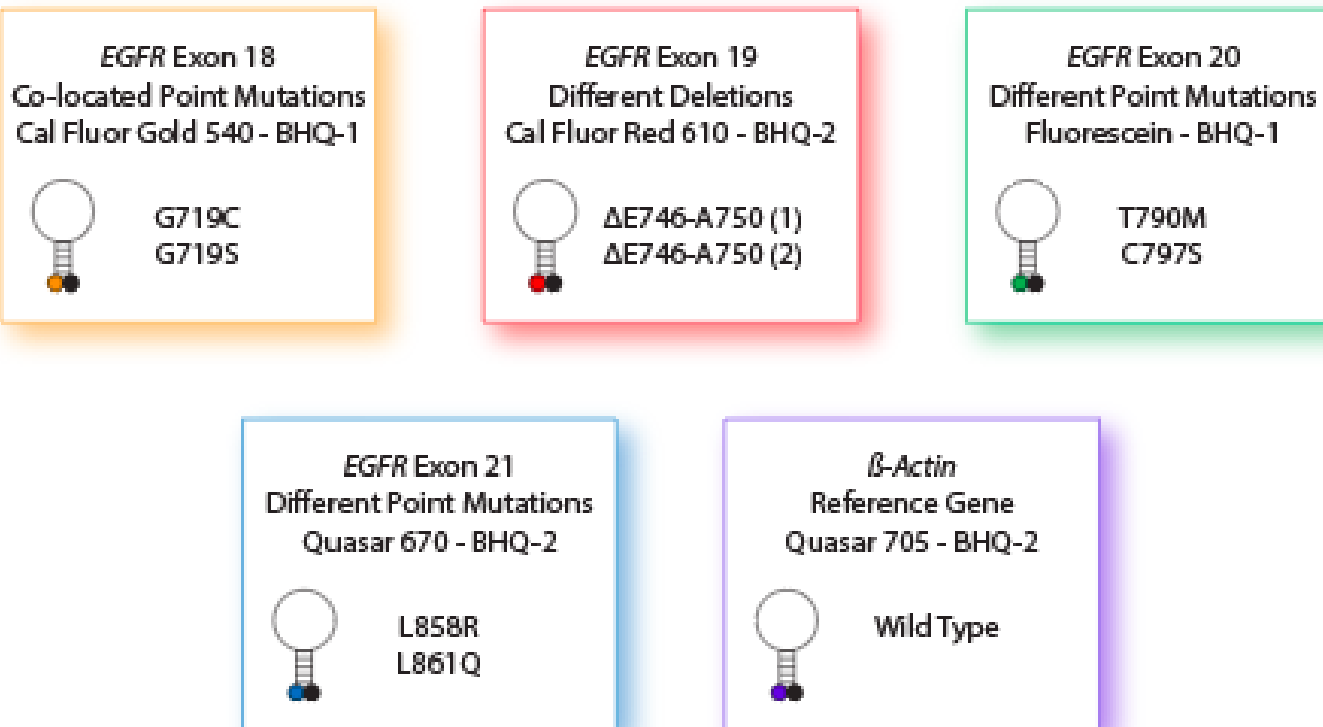 EGFR Exon 18
Co-located Point Mutations
Cal Fluor Gold 540 - BHQ-1
G719C
G719S
EGFR Exon 19
Different Deletions
Cal Fluor Red 610 - BHQ-2
ΔE746-A750 (1)
ΔE746-A750 (2)
EGFR Exon 20
Different Point Mutations
Fluorescein - BHQ-1
T790M
C797S
EGFR Exon 21
Different Point Mutations
Quasar 670 - BHQ-2
L858R
L861Q
ß-Actin
Reference Gene
Quasar 705 - BHQ-2
Wild Type